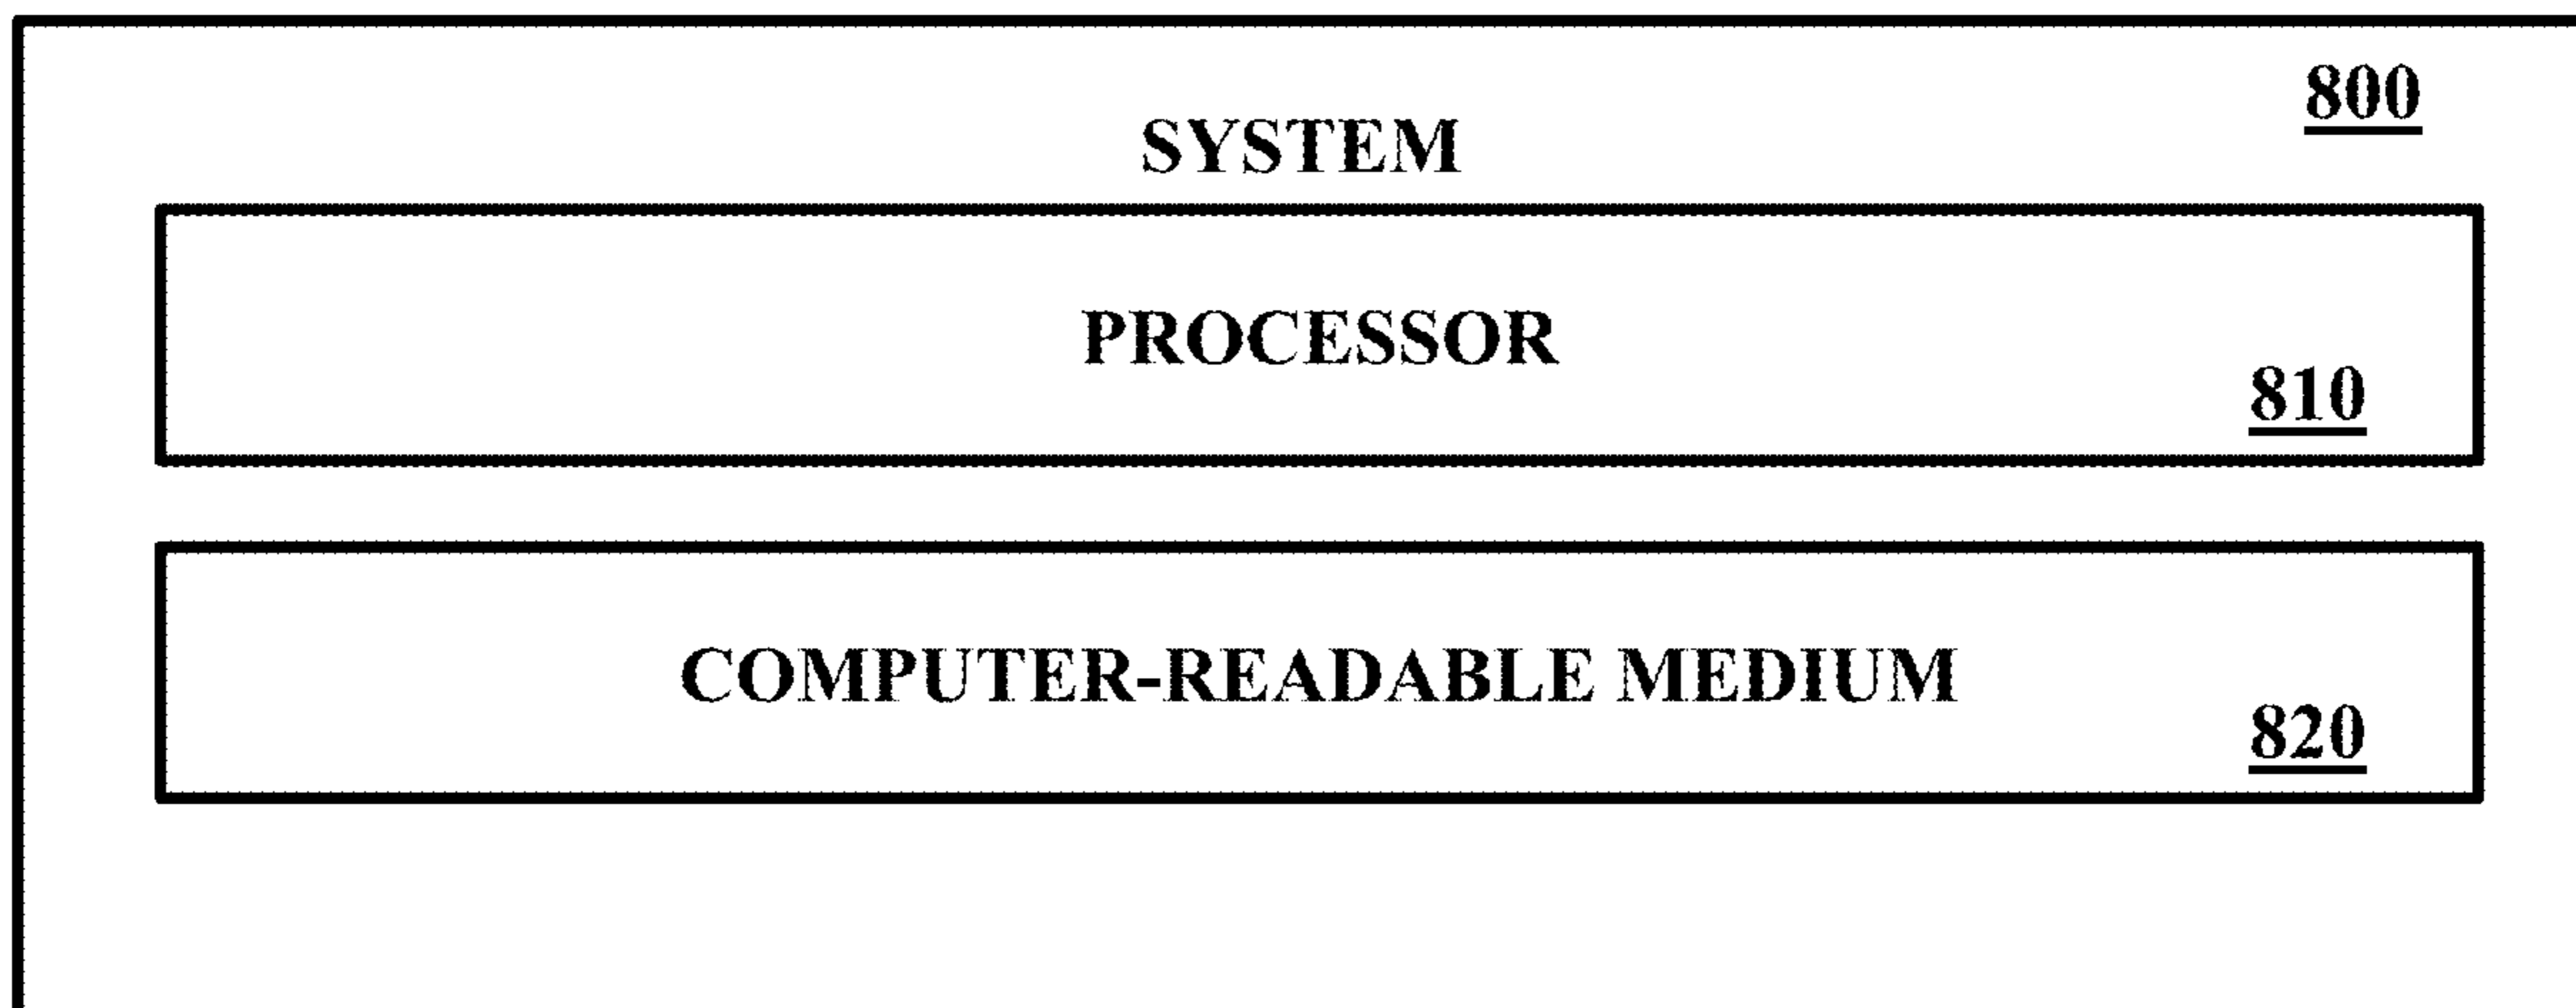 800
SYSTEM
PROCESSOR
810
COMPUTER-READABLE MEDIUM
820